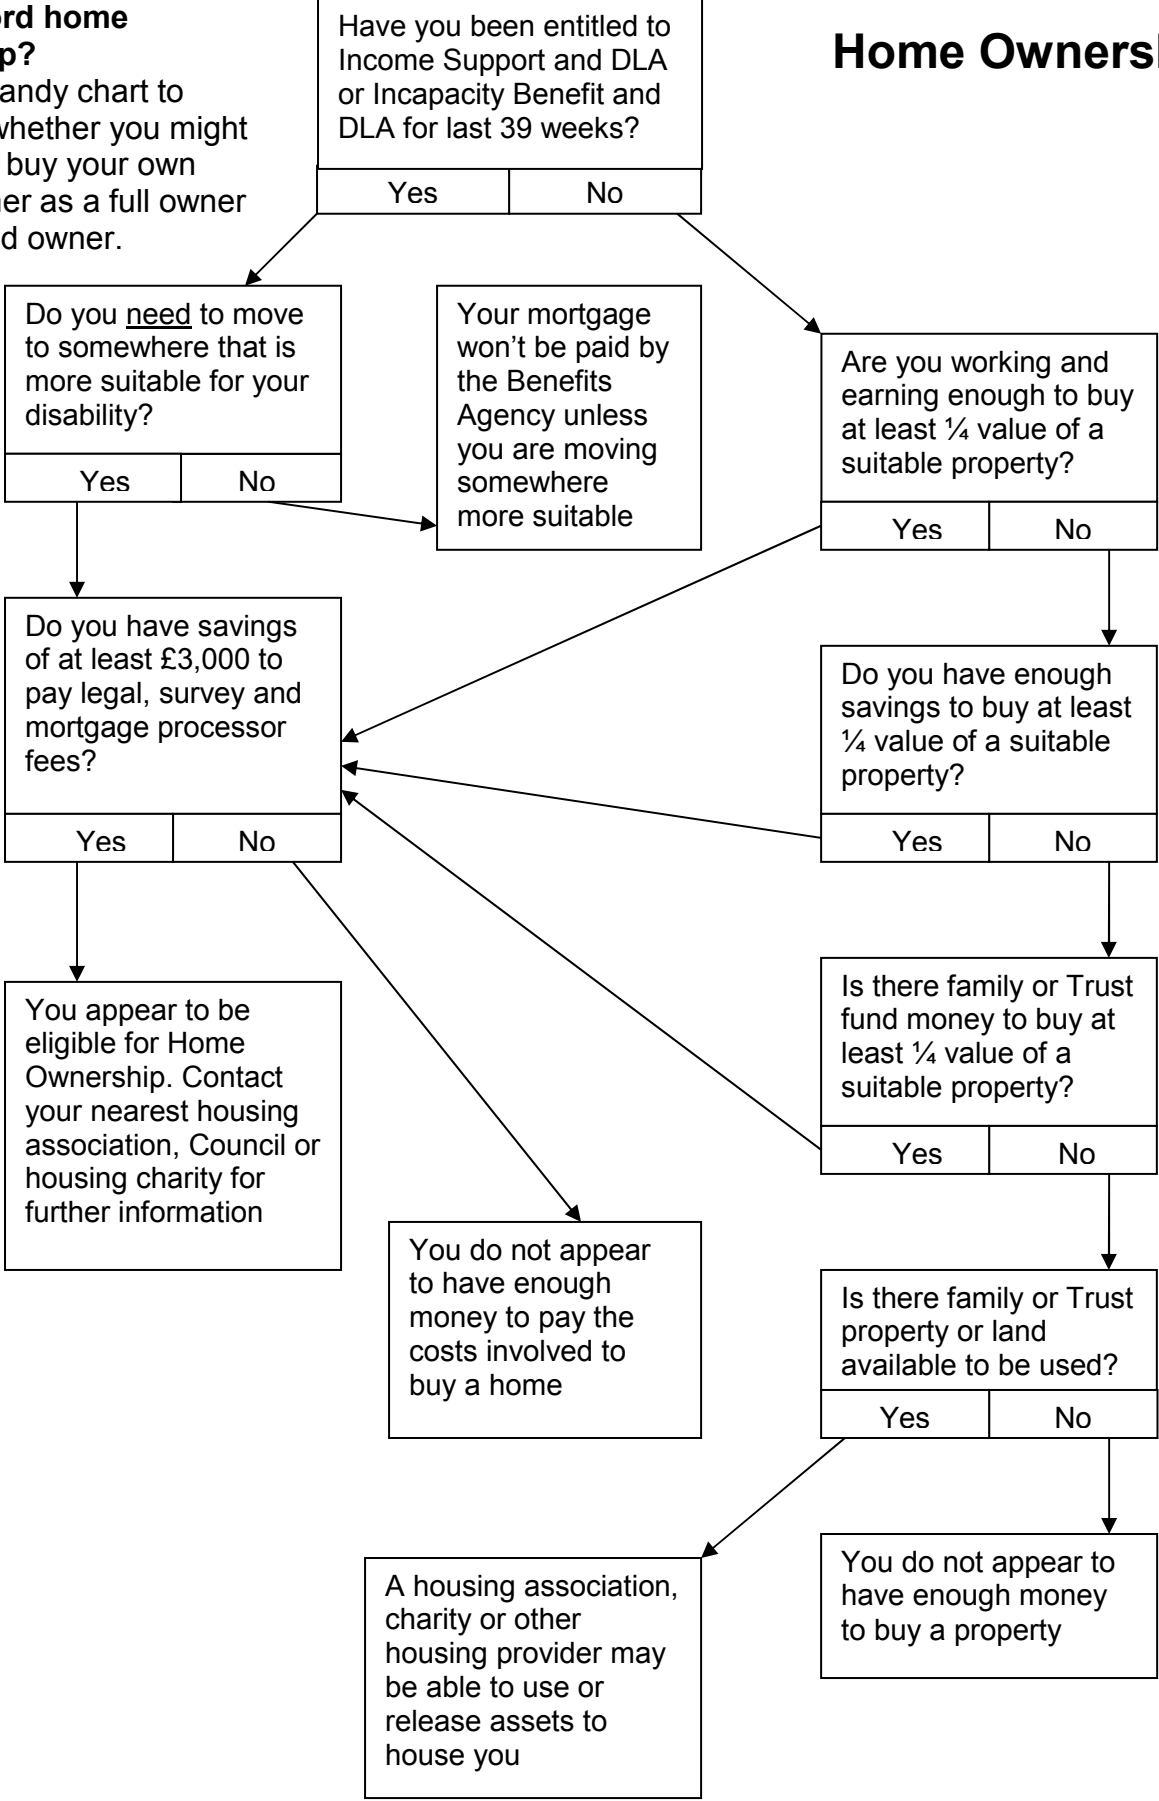 ord home
p?
andy chart to
whether you might
buy your own
er as a full owner
d owner.
Have you been entitled to
Income Support and DLA
or Incapacity Benefit and
DLA for last 39 weeks?
Yes No
Home Owners
Do you need to move
to somewhere that is
more suitable for your
disability?
Yes No
Your mortgage
won’t be paid by
the Benefits
Agency unless
you are moving
somewhere
more suitable
Are you working and
earning enough to buy
at least ¼ value of a
suitable property?
Yes No
Do you have savings
of at least £3,000 to
pay legal, survey and
mortgage processor
fees?
Yes No
Do you have enough
savings to buy at least
¼ value of a suitable
property?
Yes No
You appear to be
eligible for Home
Ownership. Contact
your nearest housing
association, Council or
housing charity for
further information
Is there family or Trust
fund money to buy at
least ¼ value of a
suitable property?
Yes No
You do not appear
to have enough
money to pay the
costs involved to
buy a home
Is there family or Trust
property or land
available to be used?
Yes No
A housing association,
charity or other
housing provider may
be able to use or
release assets to
house you
You do not appear to
have enough money
to buy a property